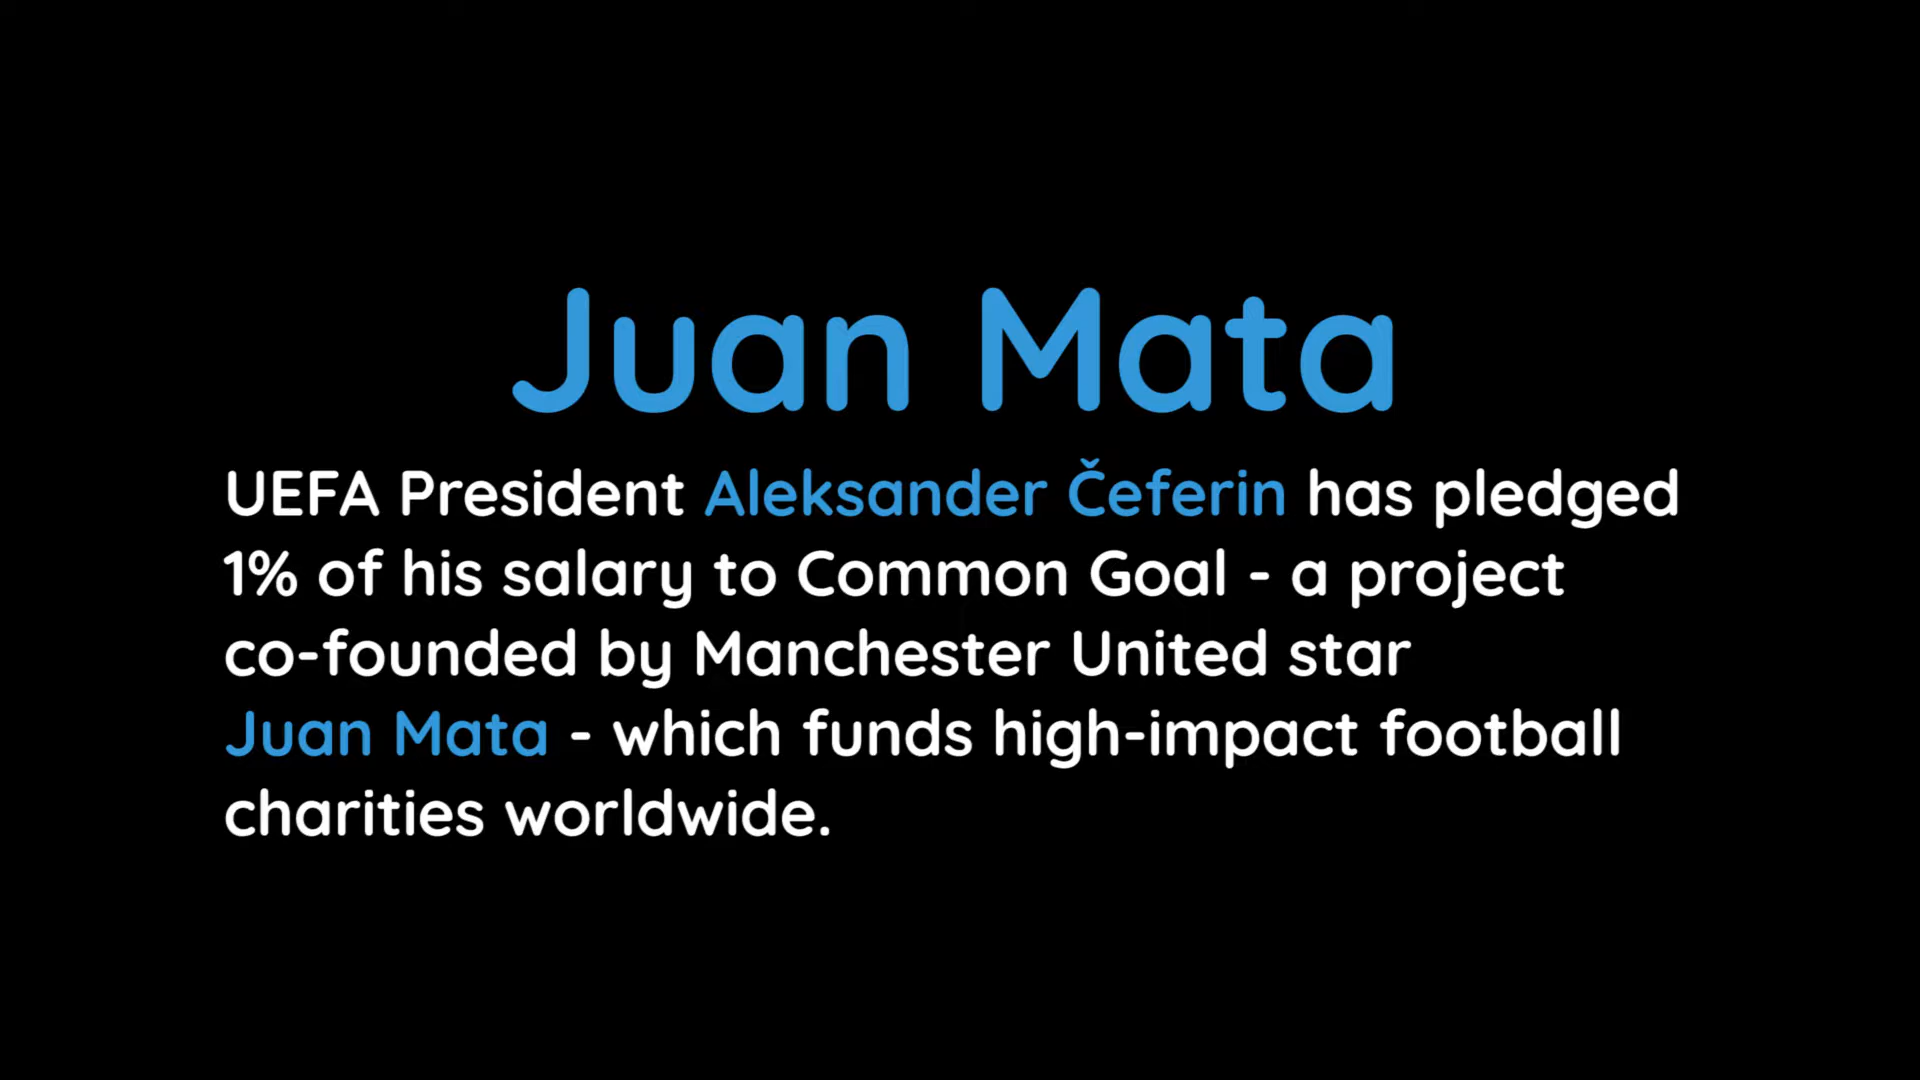 Juan Mata
UEFA President Aleksander Čeferin has pledged
1% of his salary to Common Goal - a project
co-founded by Manchester United star
Juan Mata - which funds high-impact football
charities worldwide.